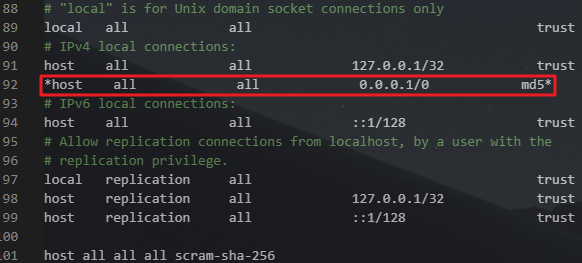 88 # "local" is for Unix domain socket connections only
89 local all all trust
90 # IPv4 local connections:
91 host all all 127.0.0.1/32 trust
92 *host all all 0.0.0.1/0 md5*
93 # IPv6 local connections:
94 host all all ::1/128 trust
95 # Allow replication connections from localhost, by a user with the
96 # replication privilege.
97 local replication all trust
98 host replication all 127.0.0.1/32 trust
99 host replication all ::1/128 trust
100
101 host all all all scram-sha-256